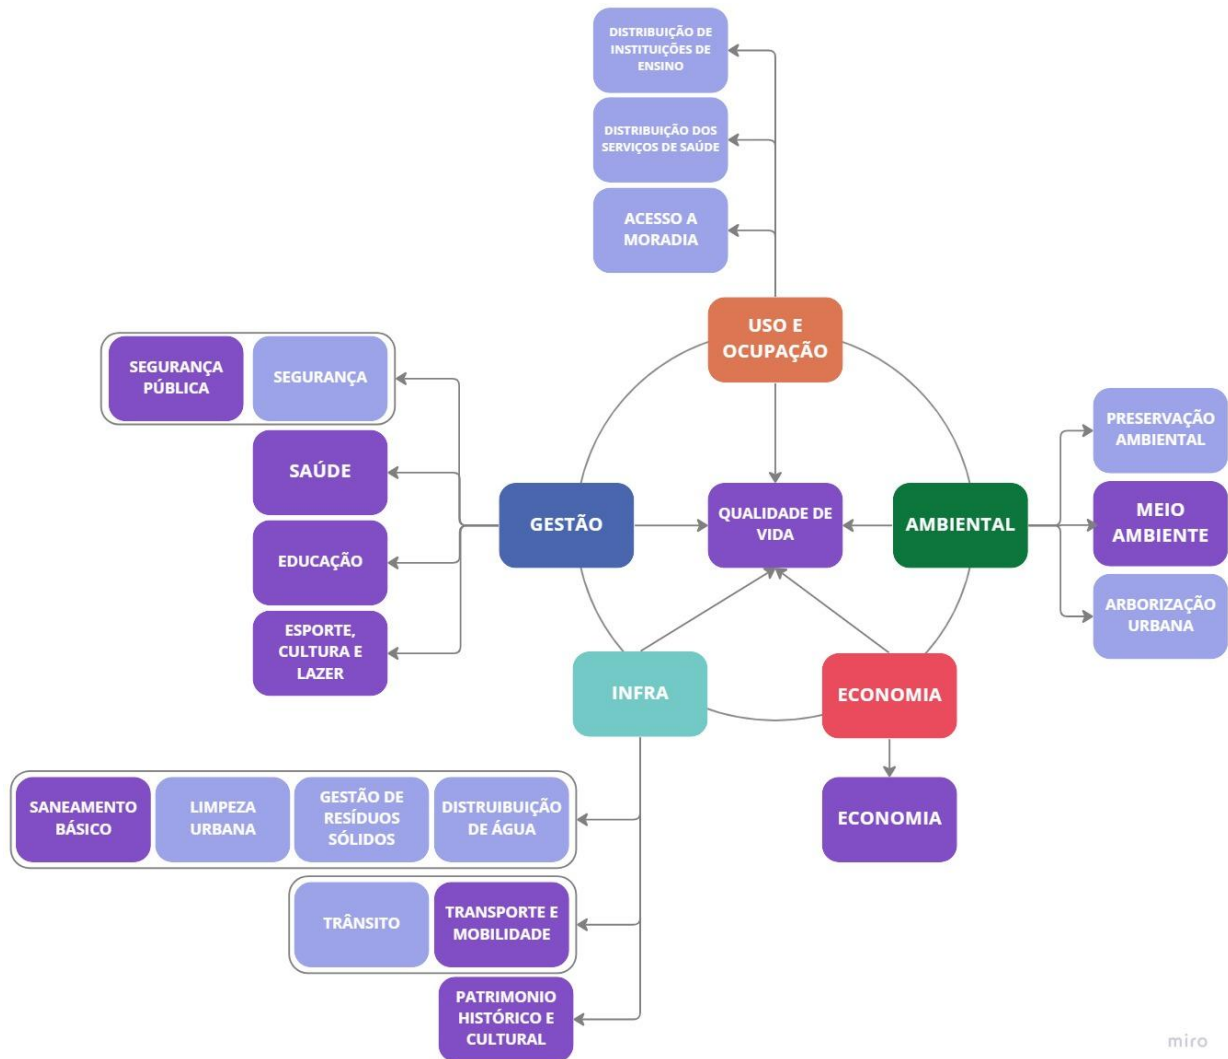 DISTRIBUIÇÃO DE
INSTITUIÇÕES DE
ENSINO
DISTRIBUIÇÃO DOS
SERVIÇOS DE SAÚDE
ACESSO A
MORADIA
USO E
OCUPAÇÃO
SEGURANÇA
PÚBLICA
SEGURANÇA
SAÚDE
EDUCAÇÃO
ESPORTE,
CULTURA E
LAZER
GESTÃO
QUALIDADE DE
VIDA
AMBIENTAL
PRESERVAÇÃO
AMBIENTAL
MEIO
AMBIENTE
ARBORIZAÇÃO
URBANA
INFRA
ECONOMIA
ECONOMIA
SANEAMENTO
BÁSICO
LIMPEZA
URBANA
GESTÃO DE
RESÍDUOS
SÓLIDOS
DISTRUIBUIÇÃO
DE ÁGUA
TRÂNSITO
TRANSPORTE E
MOBILIDADE
PATRIMONIO
HISTÓRICO E
CULTURAL
miro